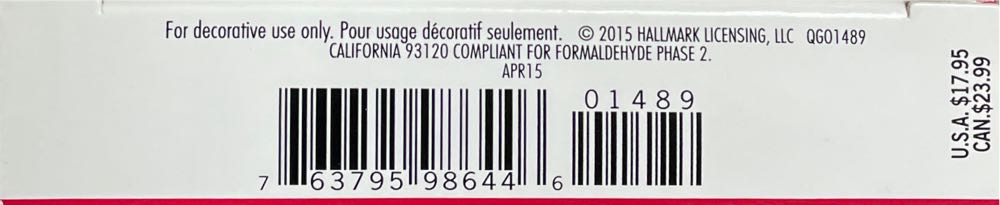 For decorative use only. Pour usage décoratif seulement. © 2015 HALLMARK LICENSING, LLC QGO1489
CALIFORNIA 93120 COMPLIANT FOR FORMALDEHYDE PHASE 2.
APR15
01489
7 63795 98644 6
U.S.A. $17.95
CAN.$23.99